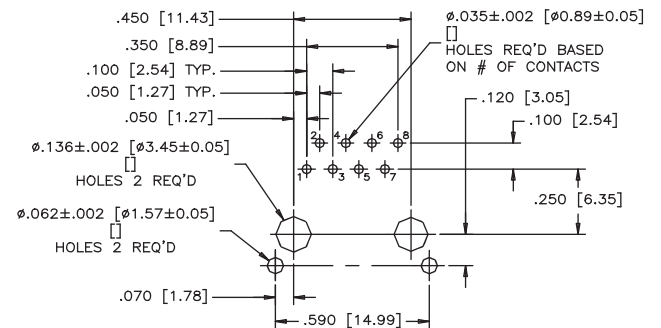 .450 [11.43]
.350 [8.89]
.100 [2.54] TYP.
.050 [1.27] TYP.
.050 [1.27]
ø.035±.002 [ø0.89±0.05]
[]
HOLES REQ'D BASED
ON # OF CONTACTS
.120 [3.05]
.100 [2.54]
2 4 6 8
1 3 5 7
ø.136±.002 [ø3.45±0.05]
[]
HOLES 2 REQ'D
.250 [6.35]
ø.062±.002 [ø1.57±0.05]
[]
HOLES 2 REQ'D
.070 [1.78]
.590 [14.99]